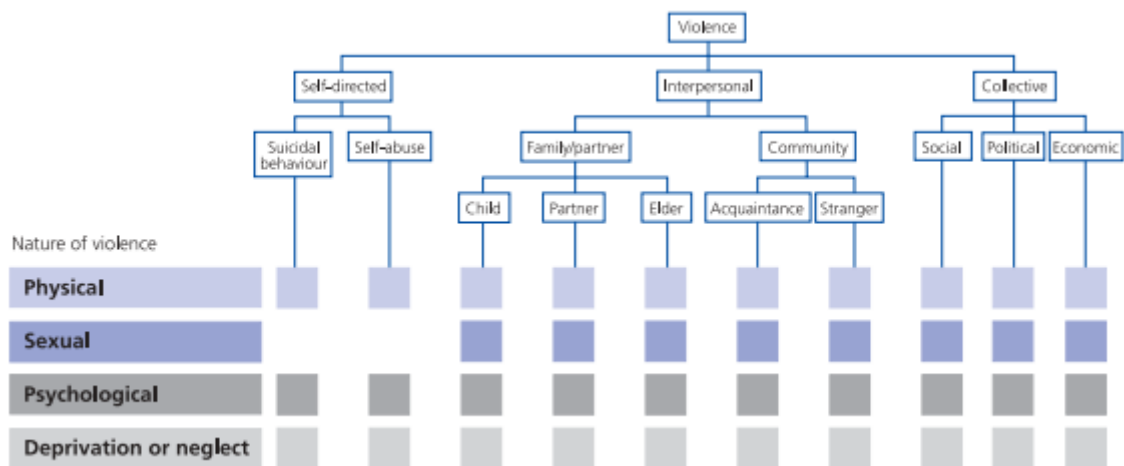 Violence
Self-directed
Interpersonal
Collective
Suicidal
behaviour
Self-abuse
Family/partner
Community
Social
Political
Economic
Child
Partner
Elder
Acquaintance
Stranger
Nature of violence
Physical
Sexual
Psychological
Deprivation or neglect